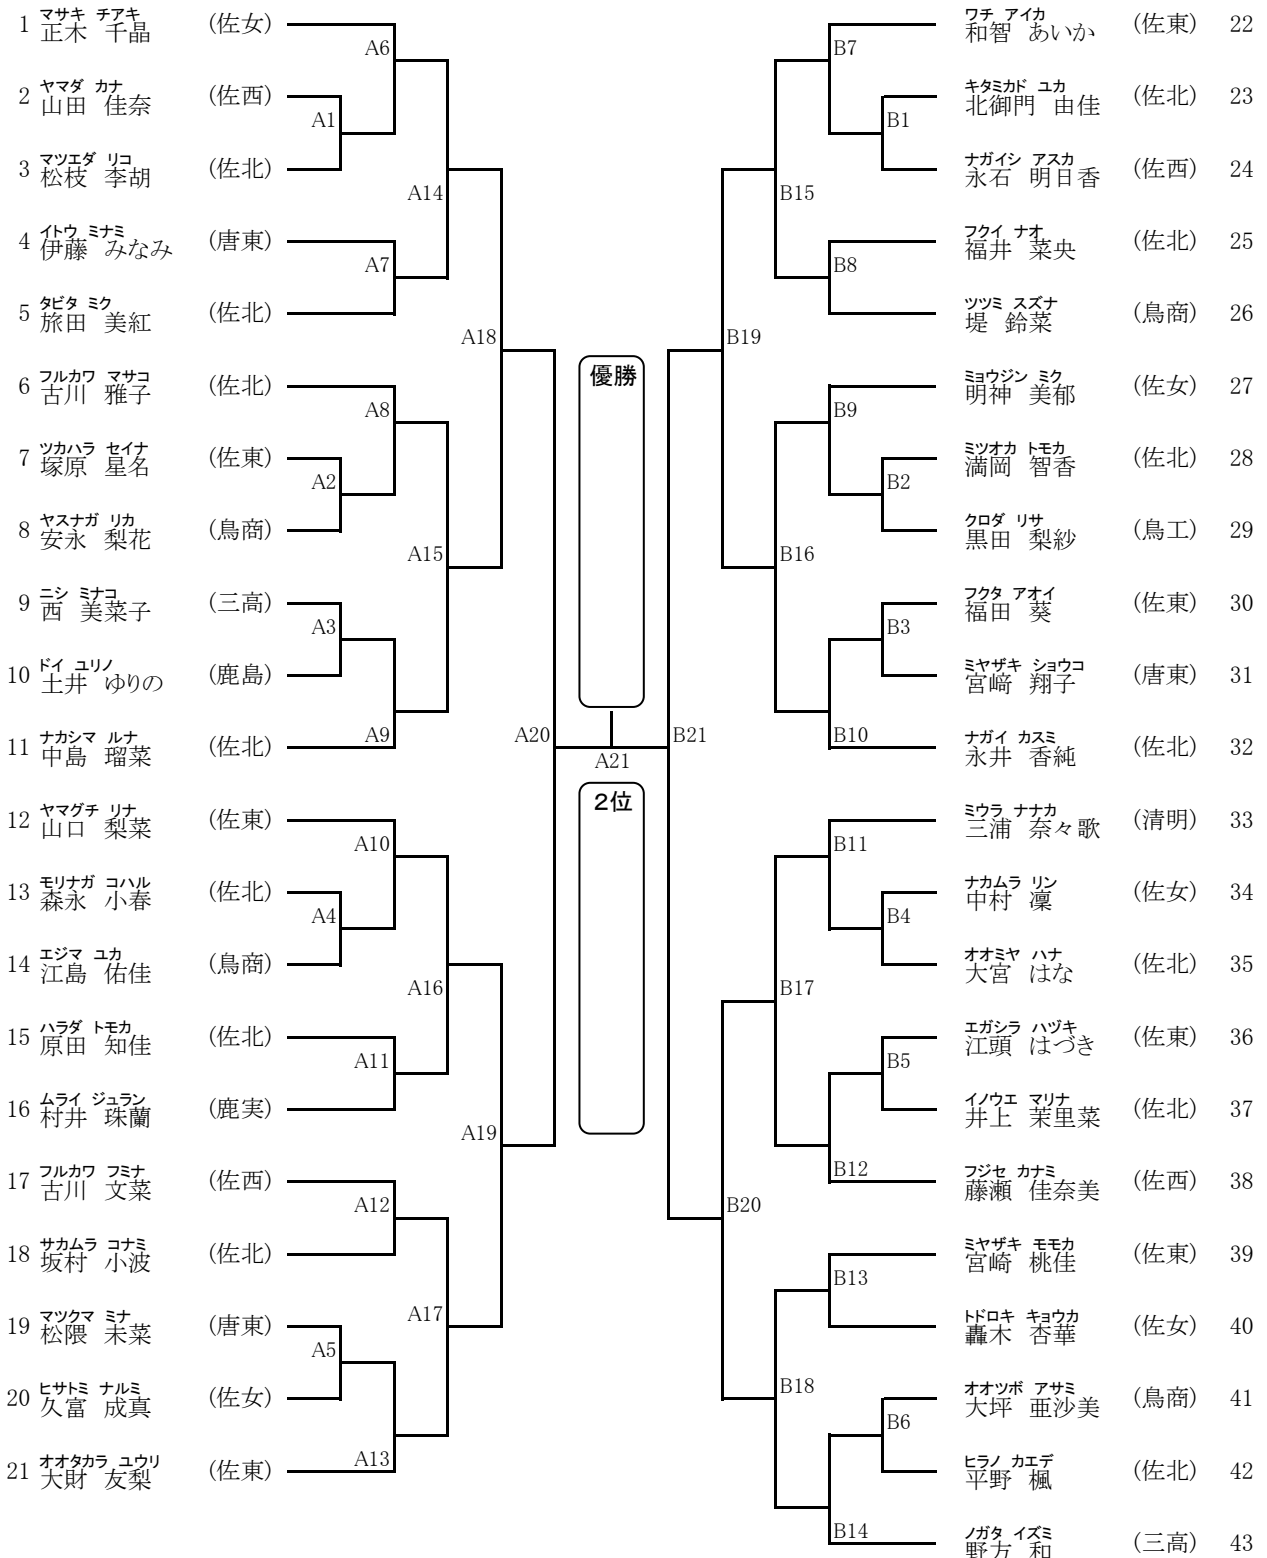 マサキ チアキ
1 正木 千晶 (佐女)
A6
ヤマダ カナ
2 山田 佳奈 (佐西)
A1
マツエダ リコ
3 松枝 李胡 (佐北)
A14
イトウ ミナミ
4 伊藤 みなみ (唐東)
A7
タビタ ミク
5 旅田 美紅 (佐北)
A18
フルカワ マサコ
6 古川 雅子 (佐北)
A8
ツカハラ セイナ
7 塚原 星名 (佐東)
A2
ヤスナガ リカ
8 安永 梨花 (鳥商)
A15
ニシ ミナコ
9 西 美菜子 (三高)
A3
ドイ ユリノ
10 土井 ゆりの (鹿島)
A9
ナカシマ ルナ
11 中島 瑠菜 (佐北)
A20
ヤマグチ リナ
12 山口 梨菜 (佐東)
A10
モリナガ コハル
13 森永 小春 (佐北)
A4
エジマ ユカ
14 江島 佑佳 (鳥商)
A16
ハラダ トモカ
15 原田 知佳 (佐北)
A11
ムライ ジュラン
16 村井 珠蘭 (鹿実)
A19
フルカワ フミナ
17 古川 文菜 (佐西)
A12
サカムラ コナミ
18 坂村 小波 (佐北)
A17
マツクマ ミナ
19 松隈 未菜 (唐東)
A5
ヒサトミ ナルミ
20 久富 成真 (佐女)
A13
オオタカラ ユウリ
21 大財 友梨 (佐東)
優勝
A21
2位
ワチ アイカ
和智 あいか (佐東) 22
B7
キタミカド ユカ
北御門 由佳 (佐北) 23
B1
ナガイシ アスカ
永石 明日香 (佐西) 24
B15
フクイ ナオ
福井 菜央 (佐北) 25
B8
ツツミ スズナ
堤 鈴菜 (鳥商) 26
B19
ミョウジン ミク
明神 美郁 (佐女) 27
B9
ミツオカ トモカ
満岡 智香 (佐北) 28
B2
クロダ リサ
黒田 梨紗 (鳥工) 29
B16
フクタ アオイ
福田 葵 (佐東) 30
B3
ミヤザキ ショウコ
宮﨑 翔子 (唐東) 31
B10
ナガイ カスミ
永井 香純 (佐北) 32
B21
ミウラ ナナカ
三浦 奈々歌 (清明) 33
B11
ナカムラ リン
中村 凜 (佐女) 34
B4
オオミヤ ハナ
大宮 はな (佐北) 35
B17
エガシラ ハヅキ
江頭 はづき (佐東) 36
B5
イノウエ マリナ
井上 茉里菜 (佐北) 37
B12
フジセ カナミ
藤瀬 佳奈美 (佐西) 38
B20
ミヤザキ モモカ
宮崎 桃佳 (佐東) 39
B13
トドロキ キョウカ
轟木 杏華 (佐女) 40
B18
オオツボ アサミ
大坪 亜沙美 (鳥商) 41
B6
ヒラノ カエデ
平野 楓 (佐北) 42
B14
ノガタ イズミ
野方 和 (三高) 43